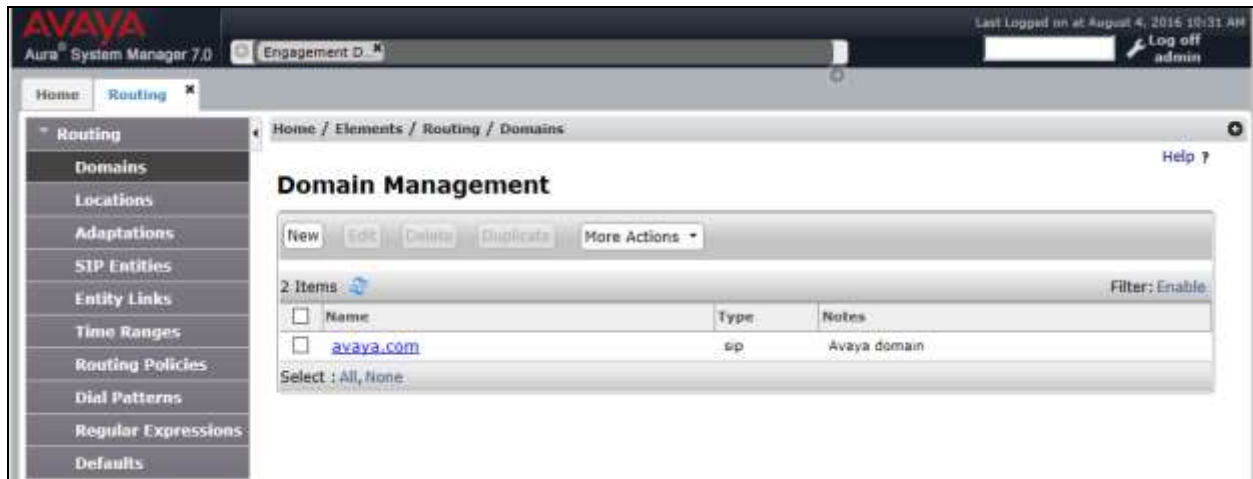 AVAYA
Last Logged on at August 4, 2016 10:31 AM
Aura® System Manager 7.0
Engagement D...
Log off
admin
Home
Routing
Routing
Domains
Locations
Adaptations
SIP Entities
Entity Links
Time Ranges
Routing Policies
Dial Patterns
Regular Expressions
Defaults
Home / Elements / Routing / Domains
Help ?
Domain Management
New Edit Delete Duplicate More Actions
2 Items Filter: Enable
Name Type Notes
avaya.com sip Avaya domain
Select : All, None